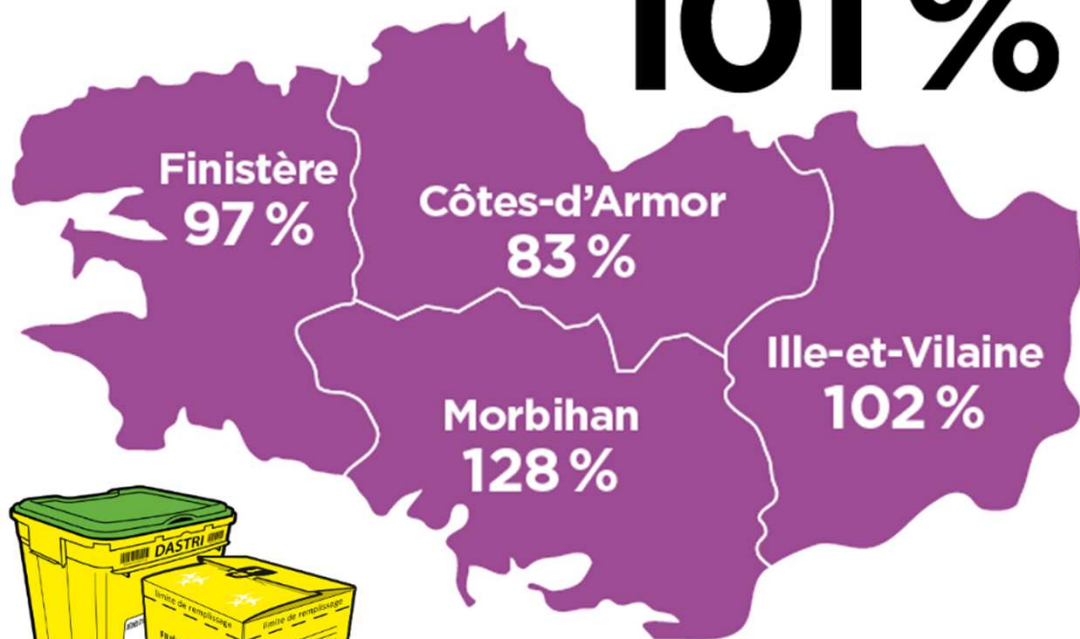 101 %
Finistère
97 %
Côtes-d’Armor
83 %
Ille-et-Vilaine
102 %
Morbihan
128 %
DASTRI
limite de remplissage
limite de remplissage